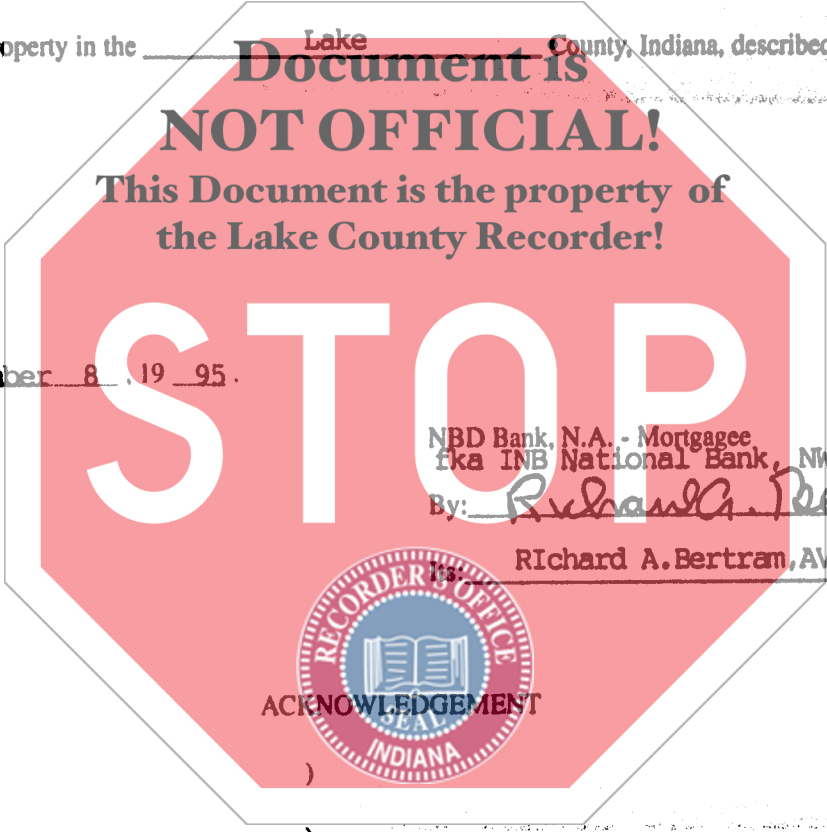 operty in the Lake County, Indiana, described
Document is
NOT OFFICIAL!
This Document is the property of
the Lake County Recorder!
STOP
ber 8 , 19 95 .
NBD Bank, N.A. - Mortgagee
fka INB National Bank, NW
By: Richard A.
Its: RIchard A.Bertram,AV
RECORDER'S OFFICE
SEAL
INDIANA
ACKNOWLEDGEMENT
)
)